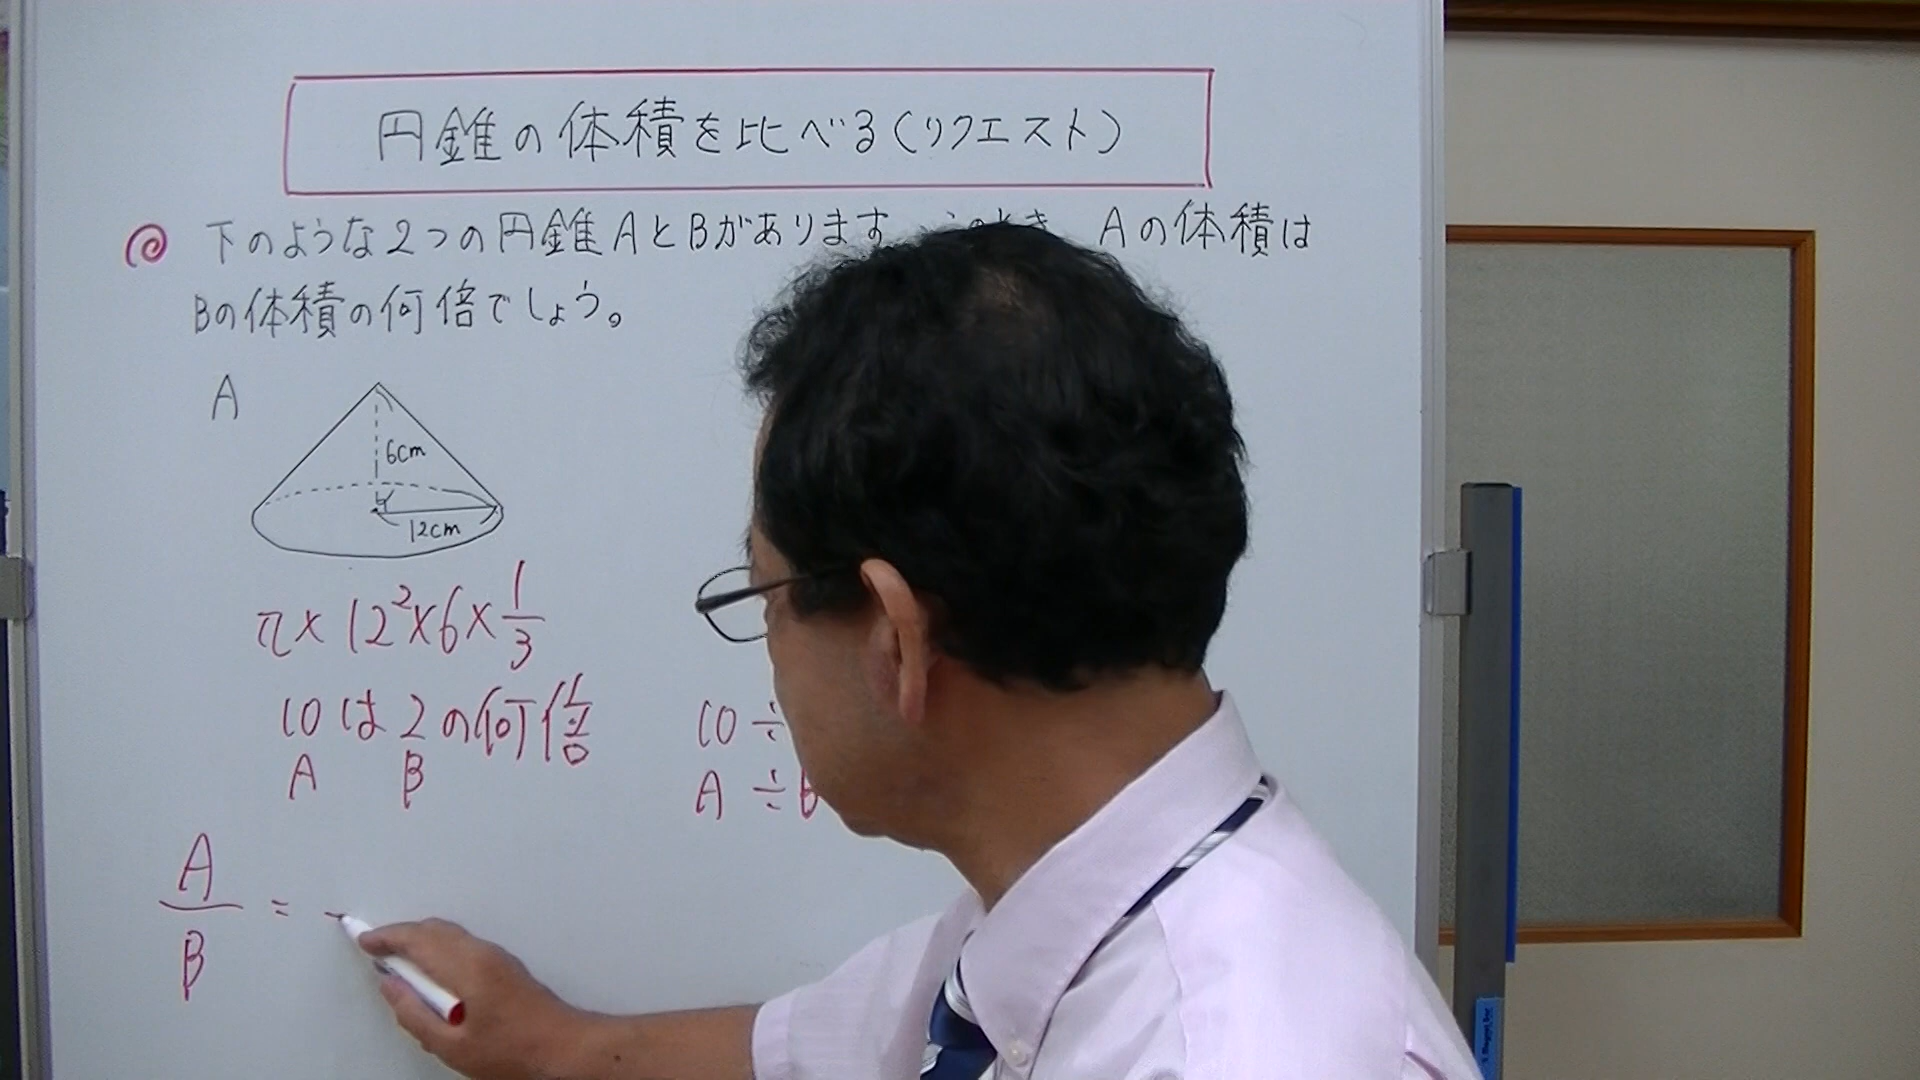 円錐の体積を比べる(リクエスト)
下のような2つの円錐AとBがあります Aの体積は
Bの体積の何倍でしょう。
A
6cm
12cm
π×12²×6×1/3
10は2の何倍 10÷
A B A÷B
A/B =